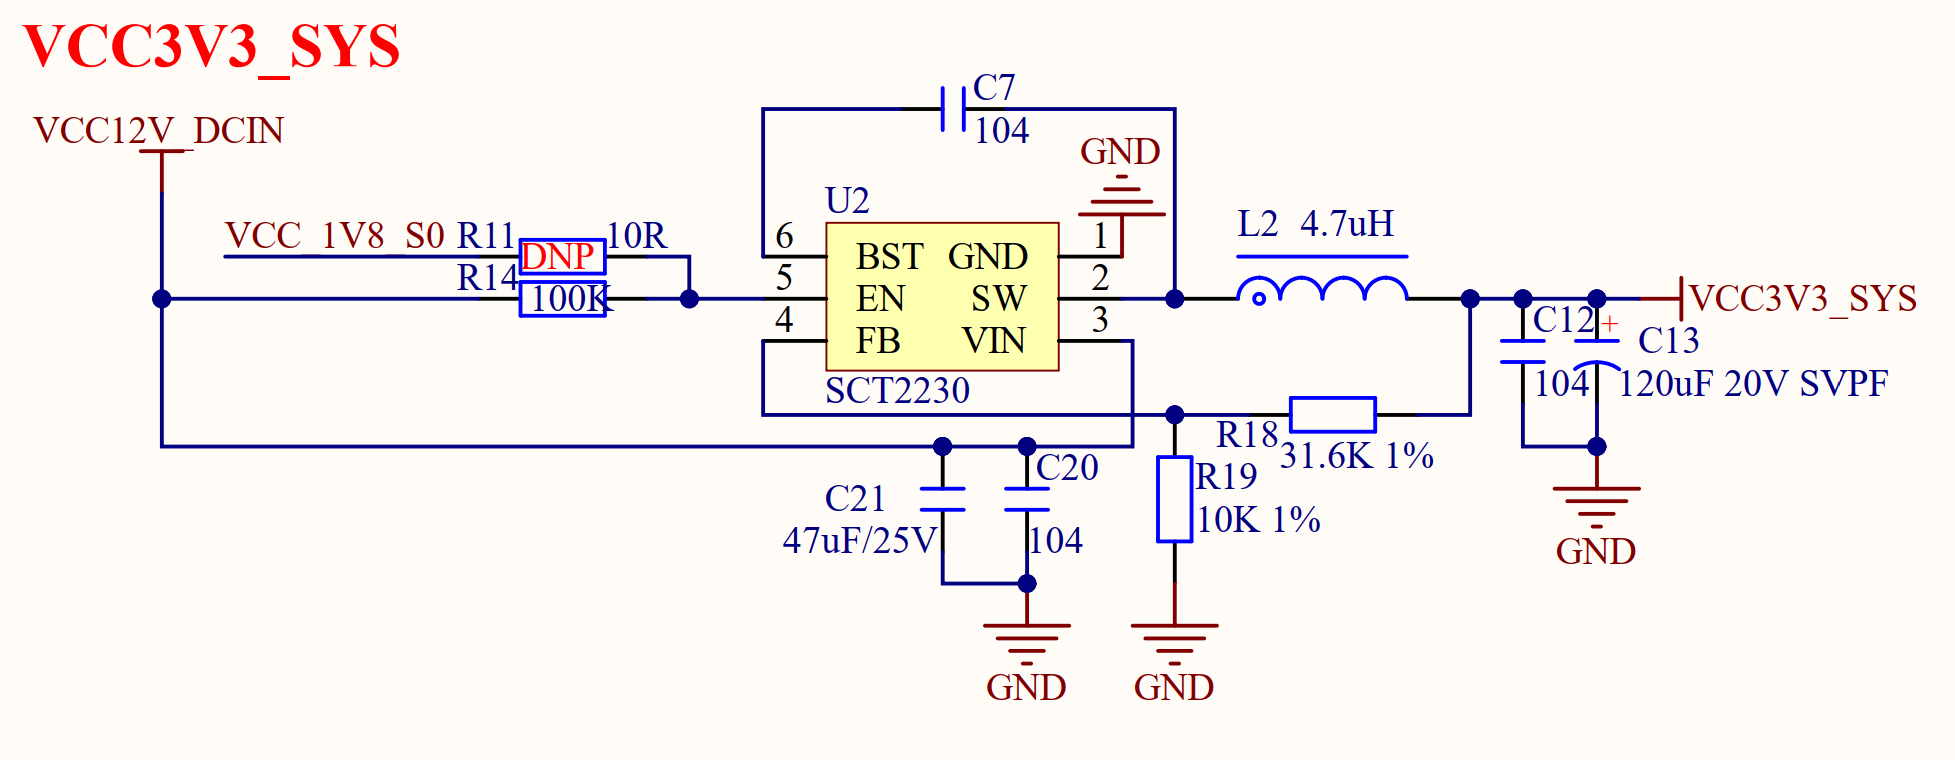 VCC3V3_SYS
VCC12V_DCIN
C7
104
GND
U2
VCC_1V8_S0 R11 DNP 10R
R14 100K
6 BST GND 1
5 EN SW 2
4 FB VIN 3
SCT2230
L2 4.7uH
VCC3V3_SYS
C12
104
+
C13
120uF 20V SVPF
R18
31.6K 1%
R19
10K 1%
C21
47uF/25V
C20
104
GND
GND
GND